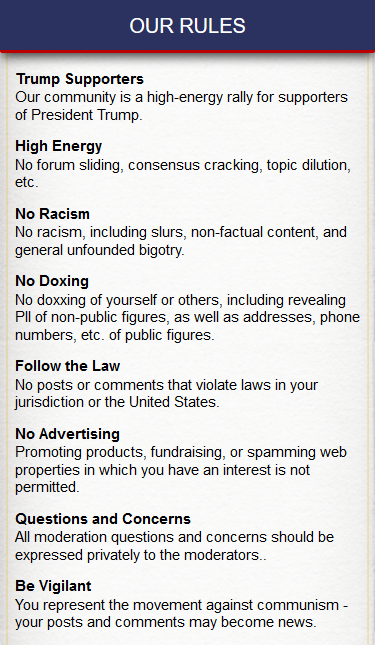 OUR RULES
Trump Supporters
Our community is a high-energy rally for supporters
of President Trump.
High Energy
No forum sliding, consensus cracking, topic dilution,
etc.
No Racism
No racism, including slurs, non-factual content, and
general unfounded bigotry.
No Doxing
No doxxing of yourself or others, including revealing
PII of non-public figures, as well as addresses, phone
numbers, etc. of public figures.
Follow the Law
No posts or comments that violate laws in your
jurisdiction or the United States.
No Advertising
Promoting products, fundraising, or spamming web
properties in which you have an interest is not
permitted.
Questions and Concerns
All moderation questions and concerns should be
expressed privately to the moderators..
Be Vigilant
You represent the movement against communism -
your posts and comments may become news.